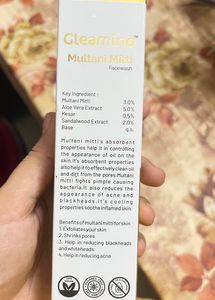 Gleaming™
Multani Mitti
Facewash
Key Ingredient :
Multani Mitti 3.0%
Aloe Vera Extract 5.0%
Kesar 0.5%
Sandalwood Extract 2.0%
Base q.s.
Multani mitti's absorbent
properties help it in controlling
the appearance of oil on the
skin.It's absorbent properties
also help it to effectively clean oil
and dirt from the pores.Multani
mitti fights pimple causing
bacteria.It also reduces the
appearance of acne and
blackheads.It's cooling
properties soothe inflamed skin.
Benefits of multani mitti for skin
1. Exfoliates your skin
2. Shrinks pores
3. Help in reducing blackheads
and whiteheads
4. Help in reducing acne